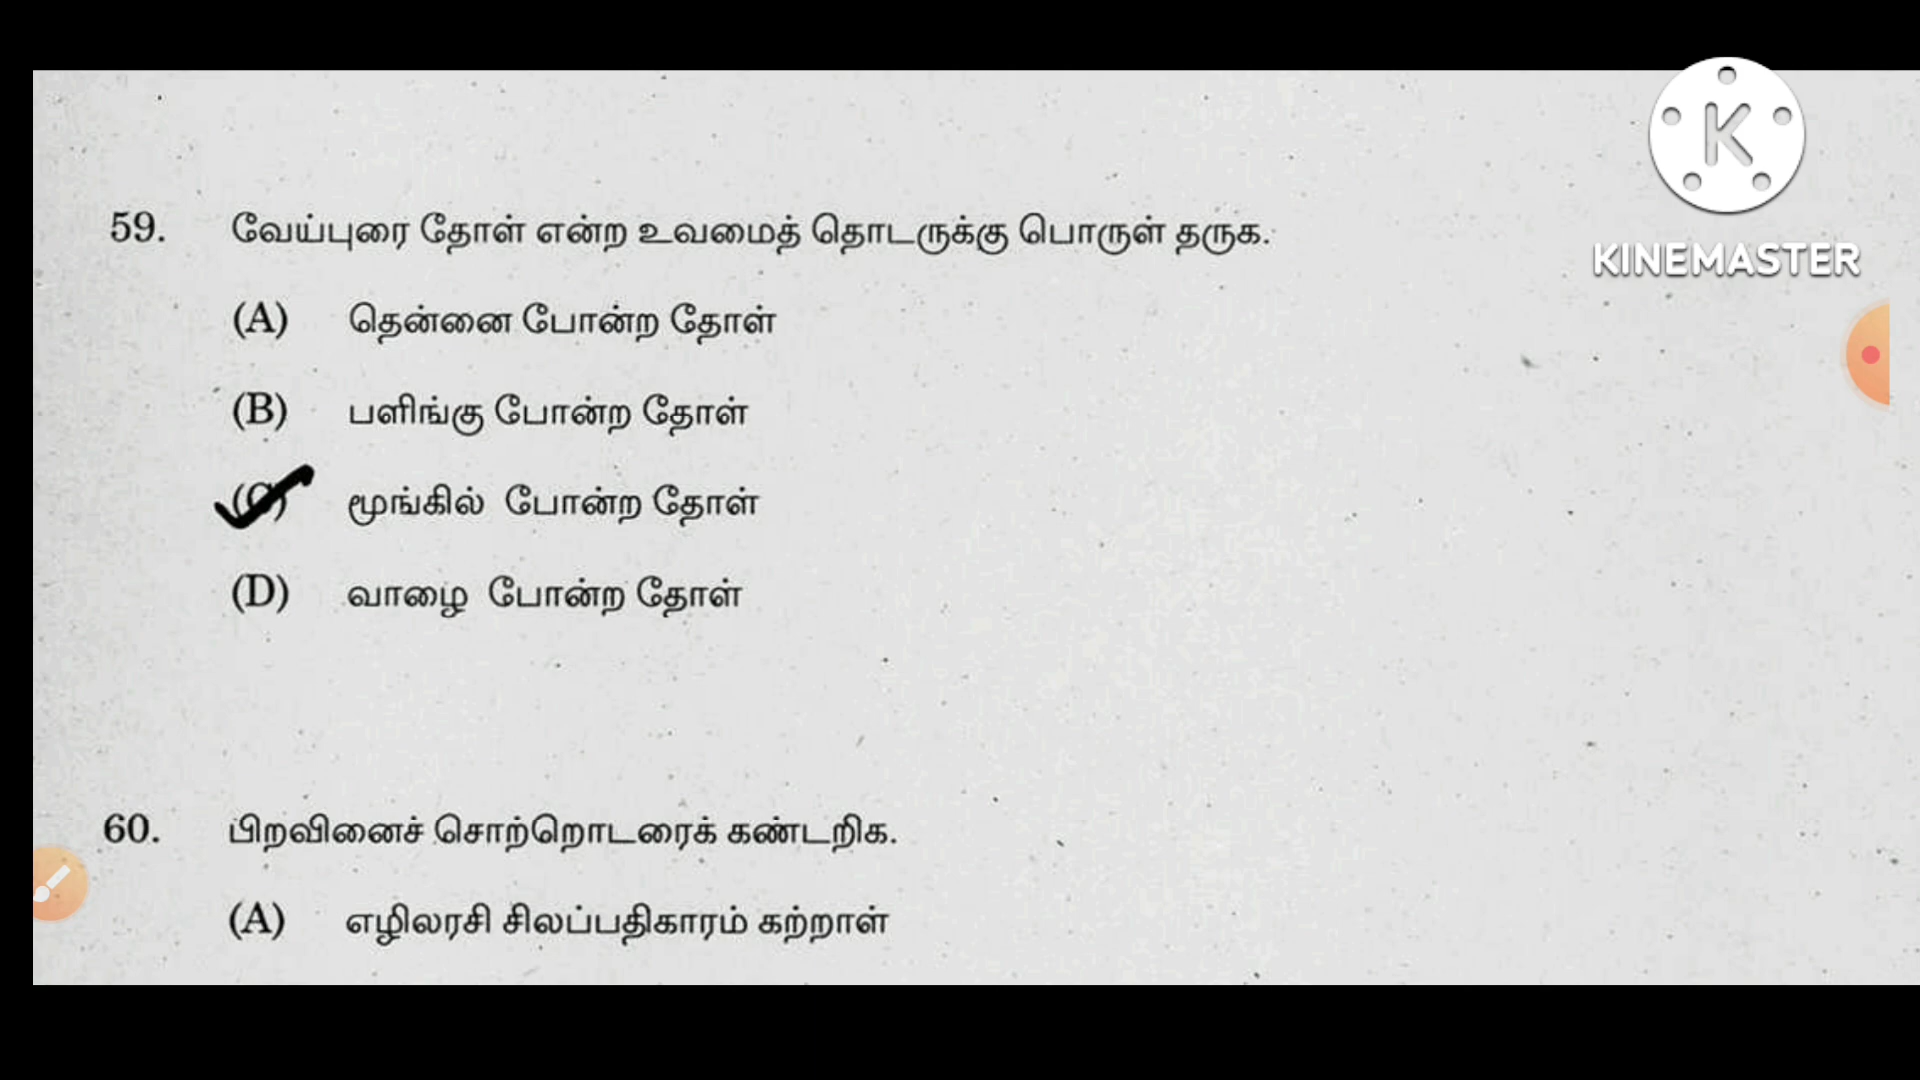 KINEMASTER
59. வேய்புரை தோள் என்ற உவமைத் தொடருக்கு பொருள் தருக.
(A) தென்னை போன்ற தோள்
(B) பளிங்கு போன்ற தோள்
(C) மூங்கில் போன்ற தோள்
(D) வாழை போன்ற தோள்
60. பிறவினைச் சொற்றொடரைக் கண்டறிக.
(A) எழிலரசி சிலப்பதிகாரம் கற்றாள்